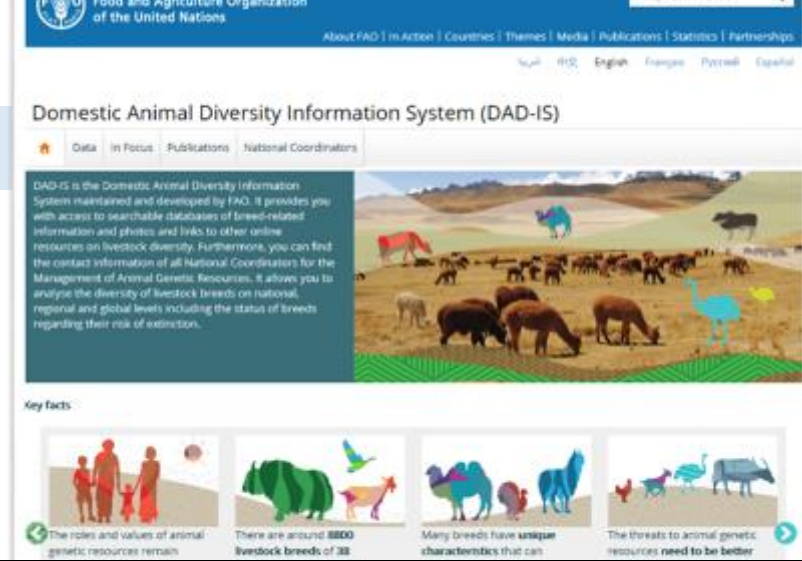 Food and Agriculture Organization
of the United Nations
About FAO | In Action | Countries | Themes | Media | Publications | Statistics | Partnerships
English Français Русский Español
Domestic Animal Diversity Information System (DAD-IS)
Data In Focus Publications National Coordinators
DAD-IS is the Domestic Animal Diversity Information
System maintained and developed by FAO. It provides you
with access to searchable databases of breed-related
information and photos and links to other online
resources on livestock diversity. Furthermore, you can find
the contact information of all National Coordinators for the
Management of Animal Genetic Resources. It allows you to
analyse the diversity of livestock breeds on national,
regional and global levels including the status of breeds
regarding their risk of extinction.
Key facts
The roles and values of animal
genetic resources remain
There are around 8800
livestock breeds of 38
Many breeds have unique
characteristics that can
The threats to animal genetic
resources need to be better